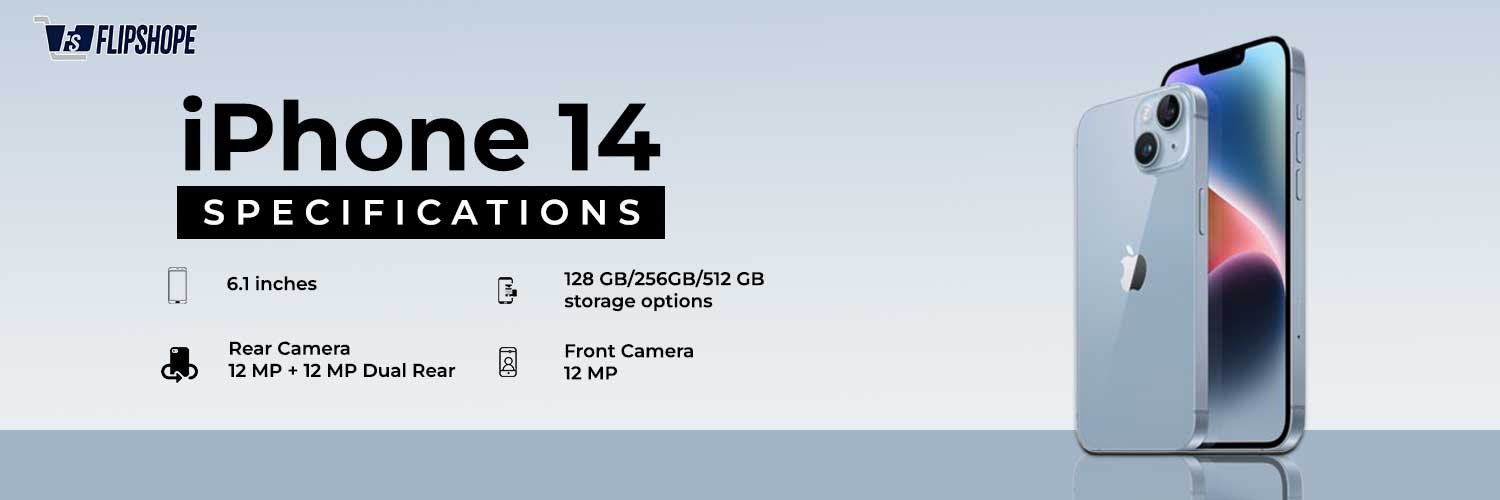 FS FLIPSHOPE
iPhone 14
SPECIFICATIONS
6.1 inches
128 GB/256GB/512 GB
storage options
Rear Camera
12 MP + 12 MP Dual Rear
Front Camera
12 MP